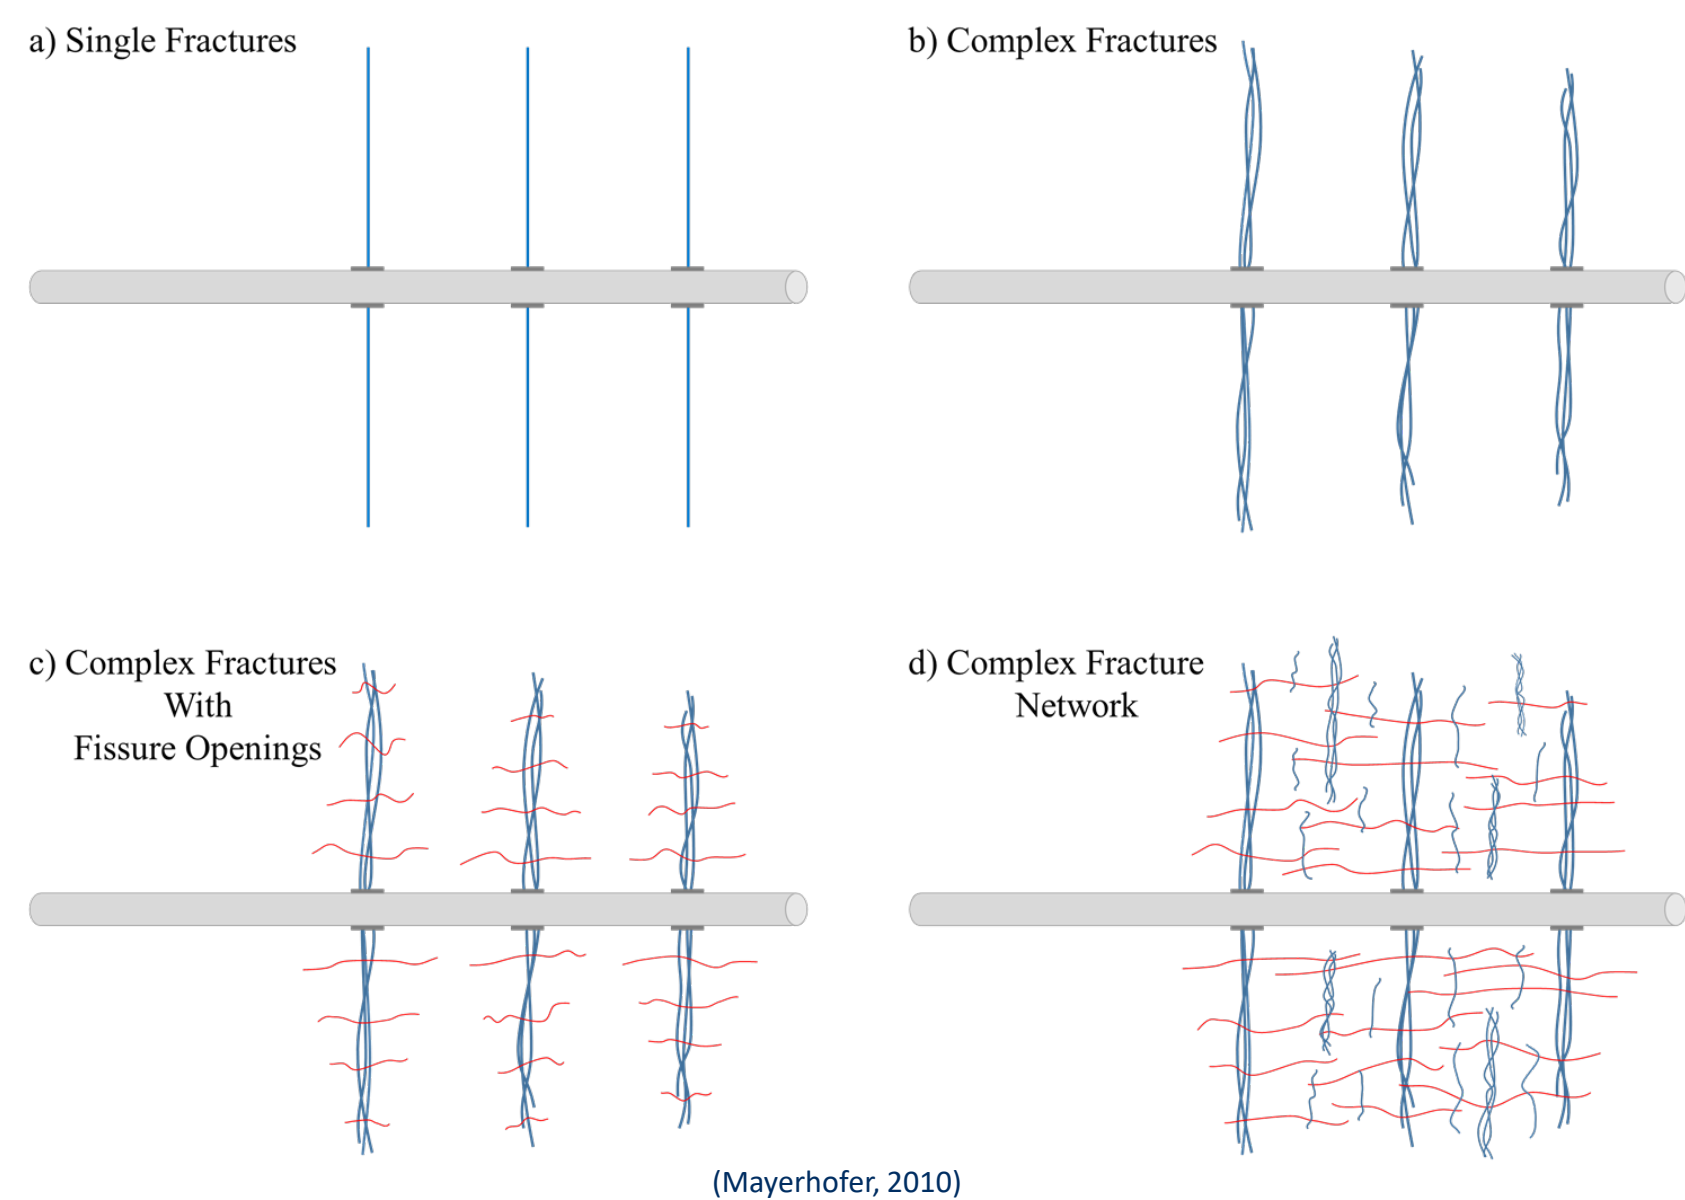 a) Single Fractures
b) Complex Fractures
c) Complex Fractures
With
Fissure Openings
d) Complex Fracture
Network
(Mayerhofer, 2010)